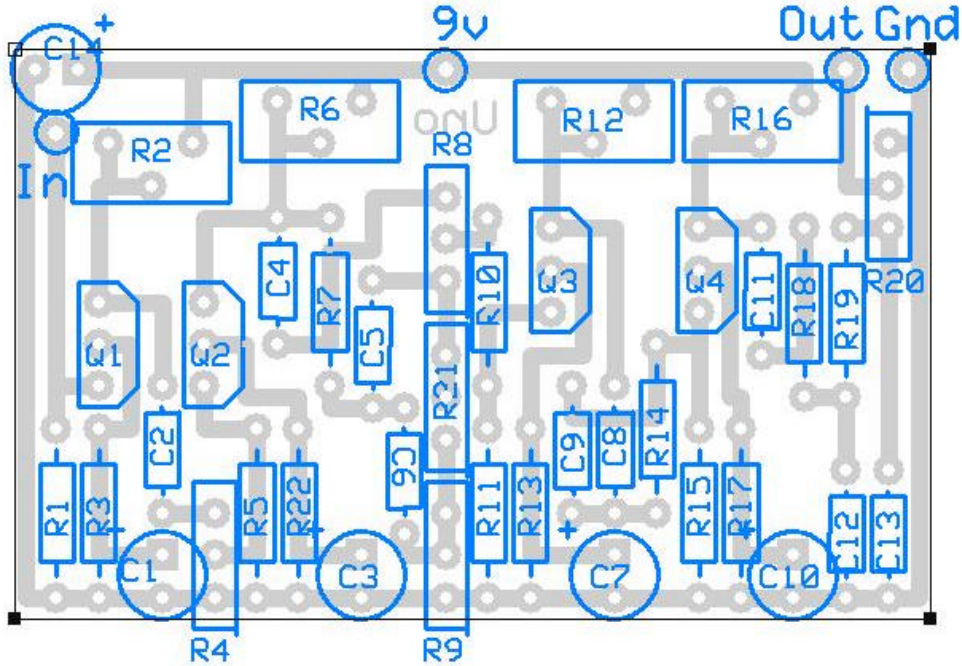 9v
Out Gnd
C14 +
R6
Uno
R12
R16
R2
R8
In
C4
Q3
Q4
R20
R7
R10
C11
R18
R19
C5
Q1
Q2
R21
C2
C9
C8
R14
C6
R1
R3
R5
R22
R11
R13
R15
R17
C12
C13
+
+
+
+
C1
C3
C7
C10
R4
R9